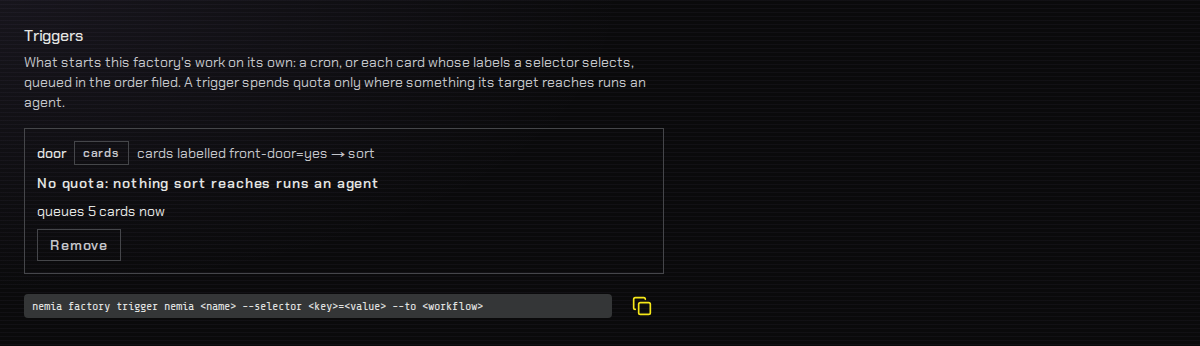 Triggers
What starts this factory's work on its own: a cron, or each card whose labels a selector selects,
queued in the order filed. A trigger spends quota only where something its target reaches runs an
agent.
door cards cards labelled front-door=yes → sort
No quota: nothing sort reaches runs an agent
queues 5 cards now
Remove
nemia factory trigger nemia <name> --selector <key>=<value> --to <workflow>